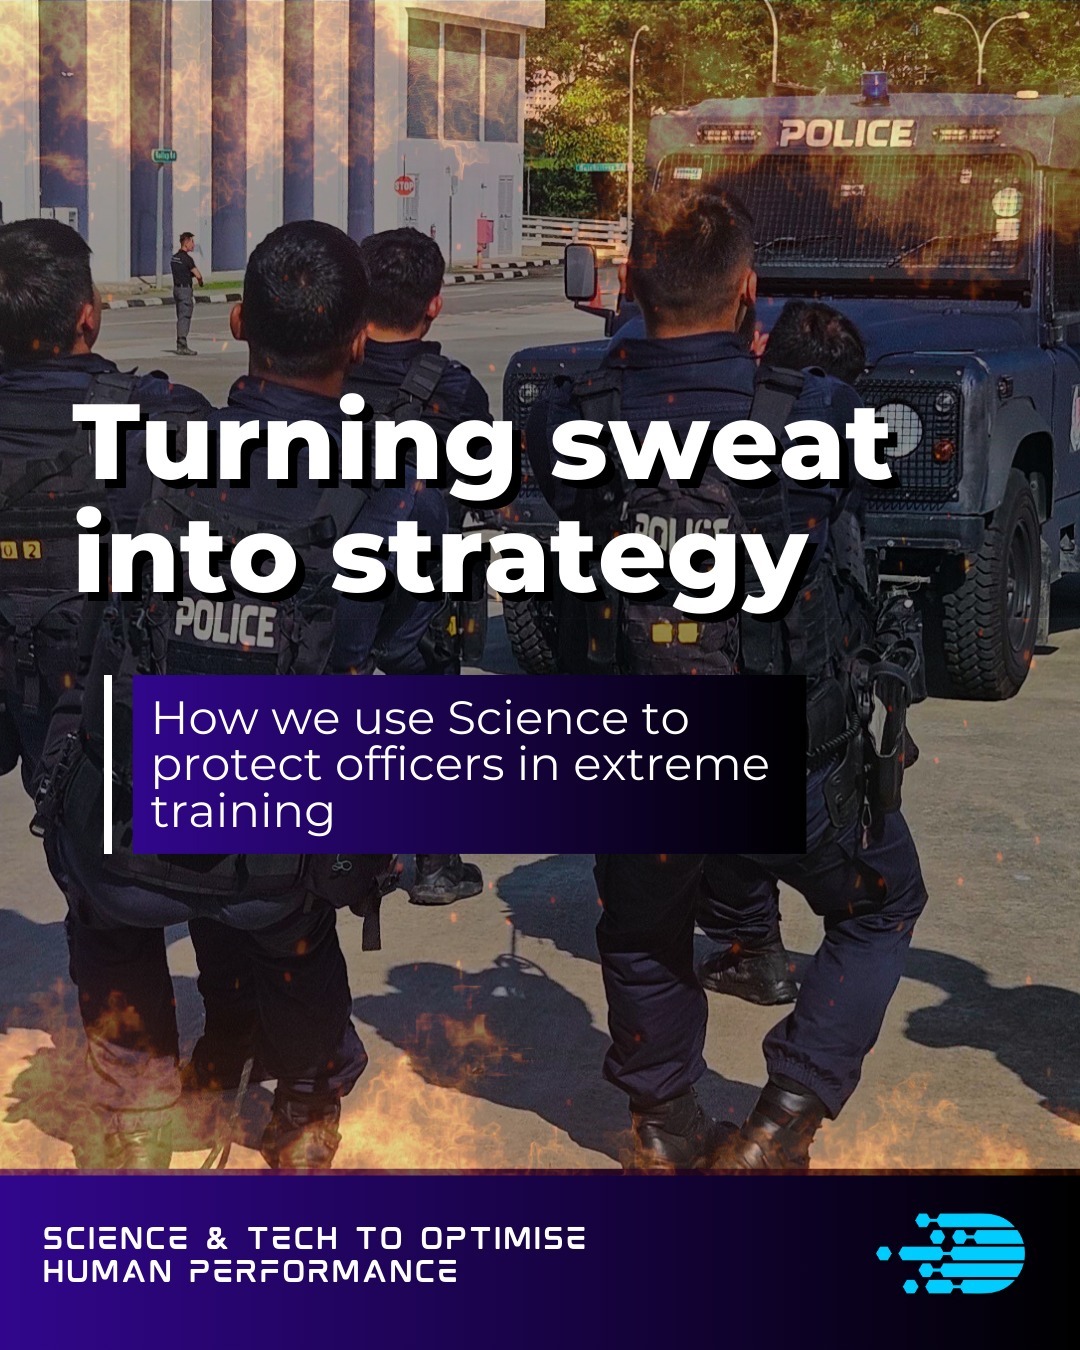 POLICE
STOP
Turning sweat
into strategy
POLICE
02
POLICE
How we use Science to
protect officers in extreme
training
SCIENCE & TECH TO OPTIMISE
HUMAN PERFORMANCE